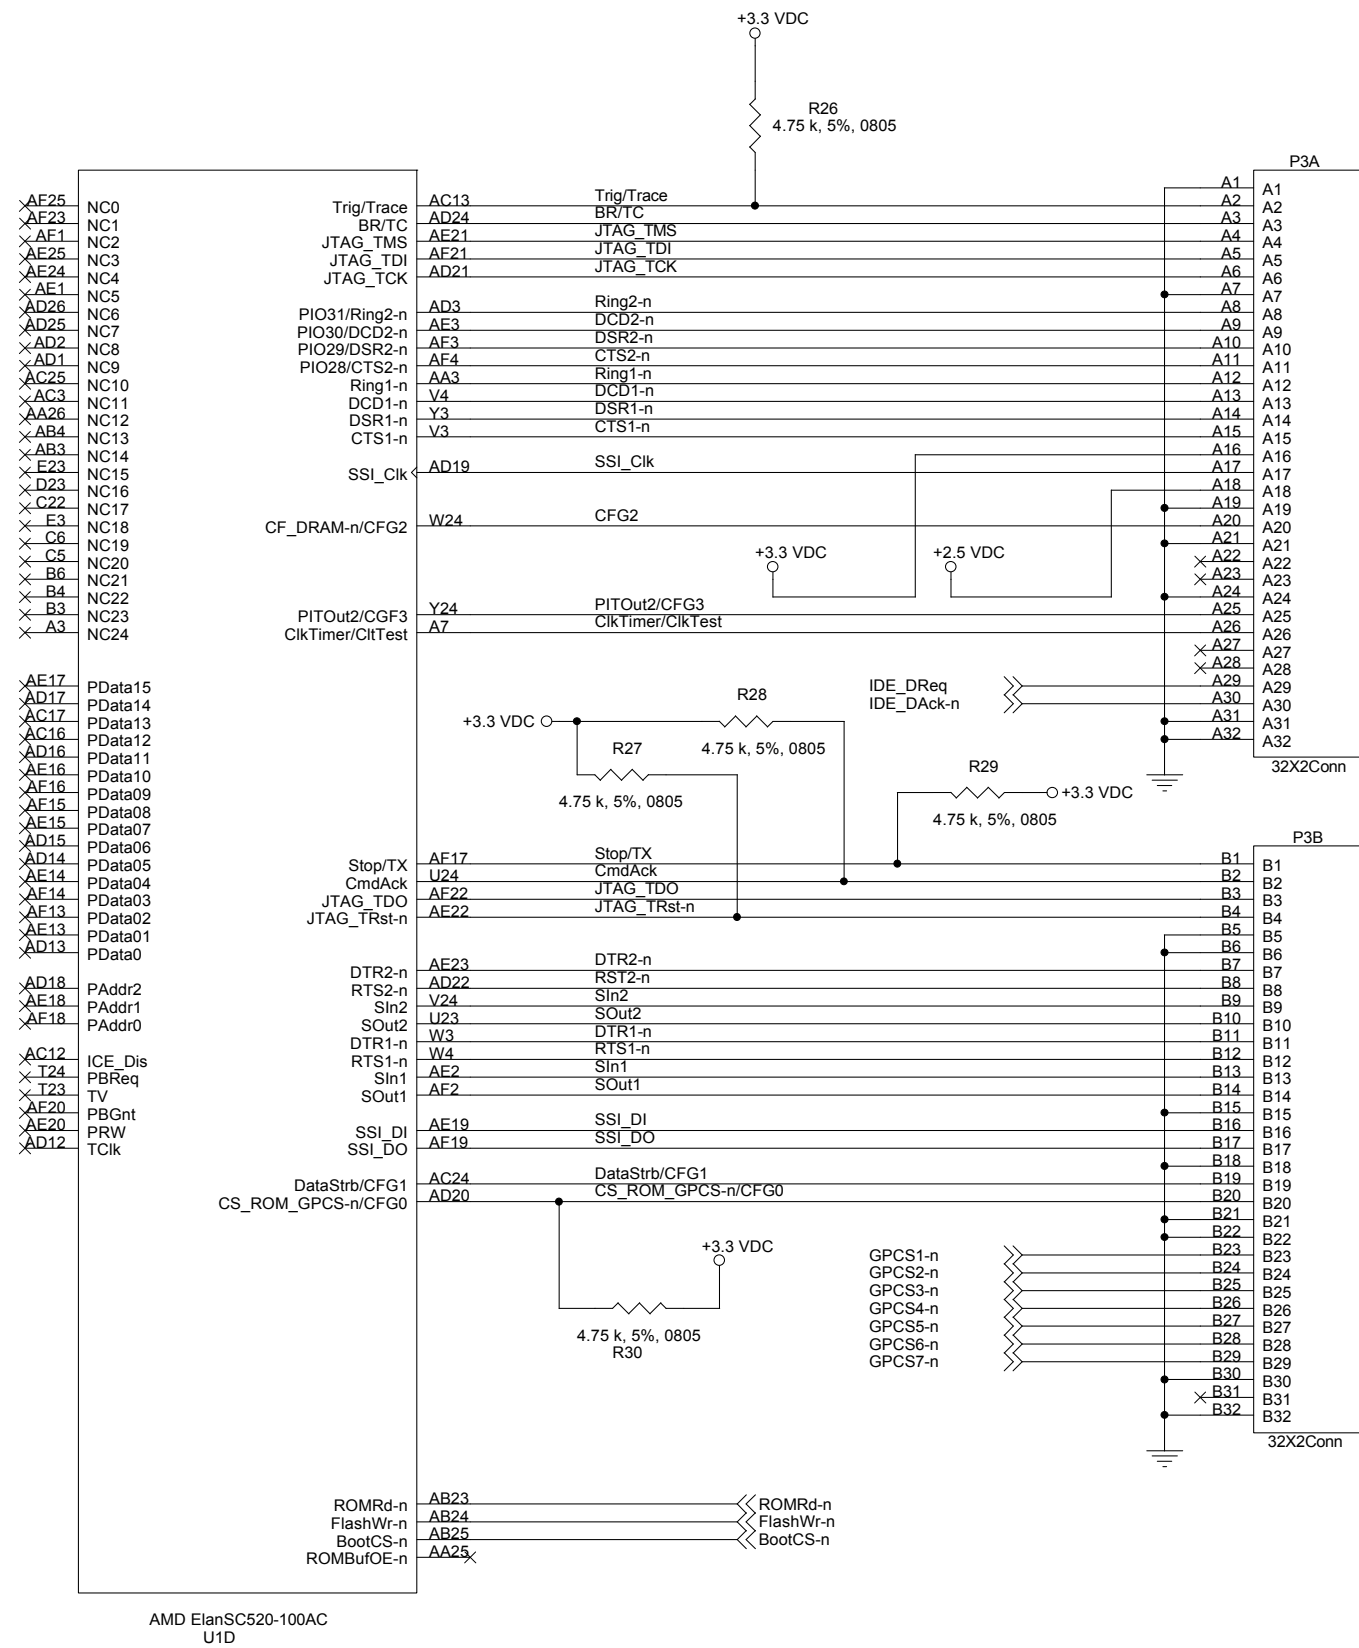 +3.3 VDC
R26
4.75 k, 5%, 0805
P3A
AF25 NC0
AF23 NC1
AF1 NC2
AE25 NC3
AE24 NC4
AE1 NC5
AD26 NC6
AD25 NC7
AD2 NC8
AD1 NC9
AC25 NC10
AC3 NC11
AA26 NC12
AB4 NC13
AB3 NC14
E23 NC15
D23 NC16
C22 NC17
E3 NC18
C6 NC19
C5 NC20
B6 NC21
B4 NC22
B3 NC23
A3 NC24
AE17 PData15
AD17 PData14
AC17 PData13
AC16 PData12
AD16 PData11
AE16 PData10
AF16 PData09
AF15 PData08
AE15 PData07
AD15 PData06
AD14 PData05
AE14 PData04
AF14 PData03
AF13 PData02
AE13 PData01
AD13 PData0
AD18 PAddr2
AE18 PAddr1
AF18 PAddr0
AC12 ICE_Dis
T24 PBReq
T23 TV
AF20 PBGnt
AE20 PRW
AD12 TClk
Trig/Trace AC13 Trig/Trace
BR/TC AD24 BR/TC
JTAG_TMS AE21 JTAG_TMS
JTAG_TDI AF21 JTAG_TDI
JTAG_TCK AD21 JTAG_TCK
PIO31/Ring2-n AD3 Ring2-n
PIO30/DCD2-n AE3 DCD2-n
PIO29/DSR2-n AF3 DSR2-n
PIO28/CTS2-n AF4 CTS2-n
Ring1-n AA3 Ring1-n
DCD1-n V4 DCD1-n
DSR1-n Y3 DSR1-n
CTS1-n V3 CTS1-n
SSI_Clk AD19 SSI_Clk
CF_DRAM-n/CFG2 W24 CFG2
+3.3 VDC
+2.5 VDC
PITOut2/CGF3 Y24 PITOut2/CFG3
ClkTimer/CltTest A7 ClkTimer/ClkTest
IDE_DReq
IDE_DAck-n
R28
+3.3 VDC
4.75 k, 5%, 0805
R27
4.75 k, 5%, 0805
R29
+3.3 VDC
4.75 k, 5%, 0805
Stop/TX AF17 Stop/TX
CmdAck U24 CmdAck
JTAG_TDO AF22 JTAG_TDO
JTAG_TRst-n AE22 JTAG_TRst-n
DTR2-n AE23 DTR2-n
RTS2-n AD22 RST2-n
SIn2 V24 SIn2
SOut2 U23 SOut2
DTR1-n W3 DTR1-n
RTS1-n W4 RTS1-n
SIn1 AE2 SIn1
SOut1 AF2 SOut1
SSI_DI AE19 SSI_DI
SSI_DO AF19 SSI_DO
DataStrb/CFG1 AC24 DataStrb/CFG1
CS_ROM_GPCS-n/CFG0 AD20 CS_ROM_GPCS-n/CFG0
+3.3 VDC
4.75 k, 5%, 0805
R30
GPCS1-n
GPCS2-n
GPCS3-n
GPCS4-n
GPCS5-n
GPCS6-n
GPCS7-n
ROMRd-n AB23 ROMRd-n
FlashWr-n AB24 FlashWr-n
BootCS-n AB25 BootCS-n
ROMBufOE-n AA25
A1 A1
A2 A2
A3 A3
A4 A4
A5 A5
A6 A6
A7 A7
A8 A8
A9 A9
A10 A10
A11 A11
A12 A12
A13 A13
A14 A14
A15 A15
A16 A16
A17 A17
A18 A18
A19 A19
A20 A20
A21 A21
A22 A22
A23 A23
A24 A24
A25 A25
A26 A26
A27 A27
A28 A28
A29 A29
A30 A30
A31 A31
A32 A32
32X2Conn
P3B
B1 B1
B2 B2
B3 B3
B4 B4
B5 B5
B6 B6
B7 B7
B8 B8
B9 B9
B10 B10
B11 B11
B12 B12
B13 B13
B14 B14
B15 B15
B16 B16
B17 B17
B18 B18
B19 B19
B20 B20
B21 B21
B22 B22
B23 B23
B24 B24
B25 B25
B26 B26
B27 B27
B28 B28
B29 B29
B30 B30
B31 B31
B32 B32
32X2Conn
AMD ElanSC520-100AC
U1D